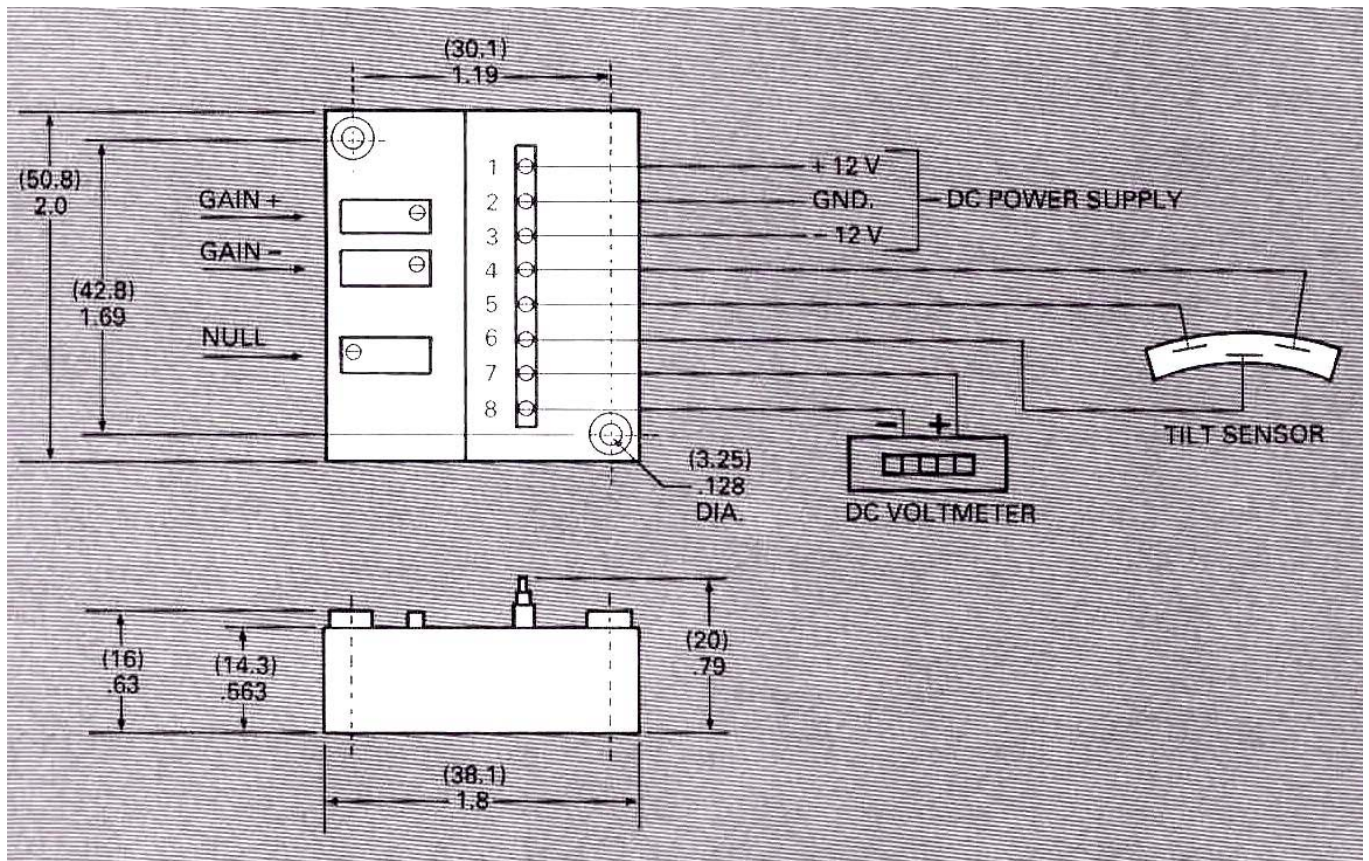 (30.1)
1.19
(50.8)
2.0
(42.8)
1.69
GAIN +
GAIN –
NULL
1
2
3
4
5
6
7
8
+ 12 V
GND.
– 12 V
DC POWER SUPPLY
TILT SENSOR
– +
DC VOLTMETER
(3.25)
.128
DIA.
(16)
.63
(14.3)
.563
(20)
.79
(38.1)
1.8